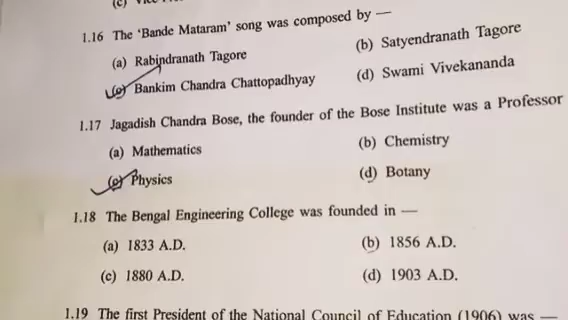 (c)
1.16 The ‘Bande Mataram’ song was composed by —
(a) Rabindranath Tagore (b) Satyendranath Tagore
(c) Bankim Chandra Chattopadhyay (d) Swami Vivekananda
1.17 Jagadish Chandra Bose, the founder of the Bose Institute was a Professor
(a) Mathematics (b) Chemistry
(c) Physics (d) Botany
1.18 The Bengal Engineering College was founded in —
(a) 1833 A.D. (b) 1856 A.D.
(c) 1880 A.D. (d) 1903 A.D.
1.19 The first President of the National Council of Education (1906) was —